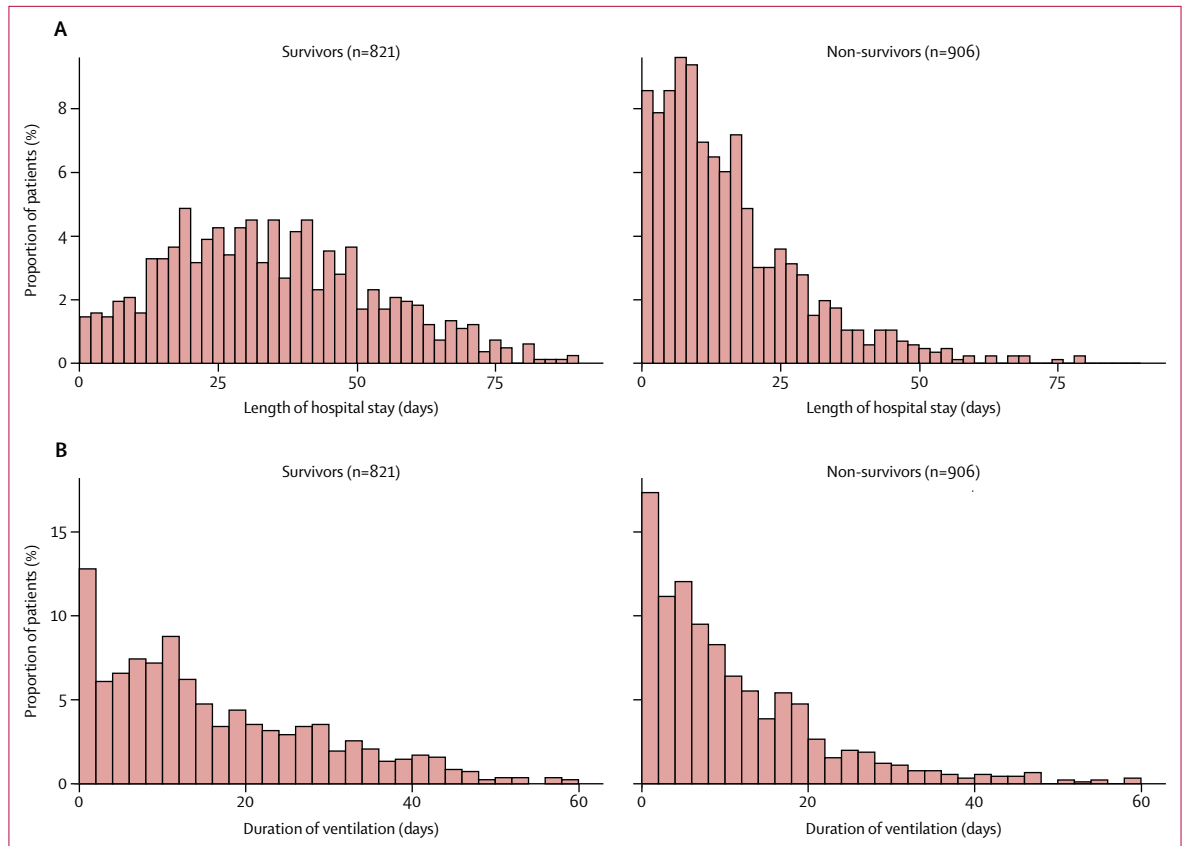 A
Survivors (n=821)
Non-survivors (n=906)
Proportion of patients (%)
8
6
4
2
0
0 25 50 75
0 25 50 75
Length of hospital stay (days)
Length of hospital stay (days)
B
Survivors (n=821)
Non-survivors (n=906)
Proportion of patients (%)
15
10
5
0
0 20 40 60
0 20 40 60
Duration of ventilation (days)
Duration of ventilation (days)